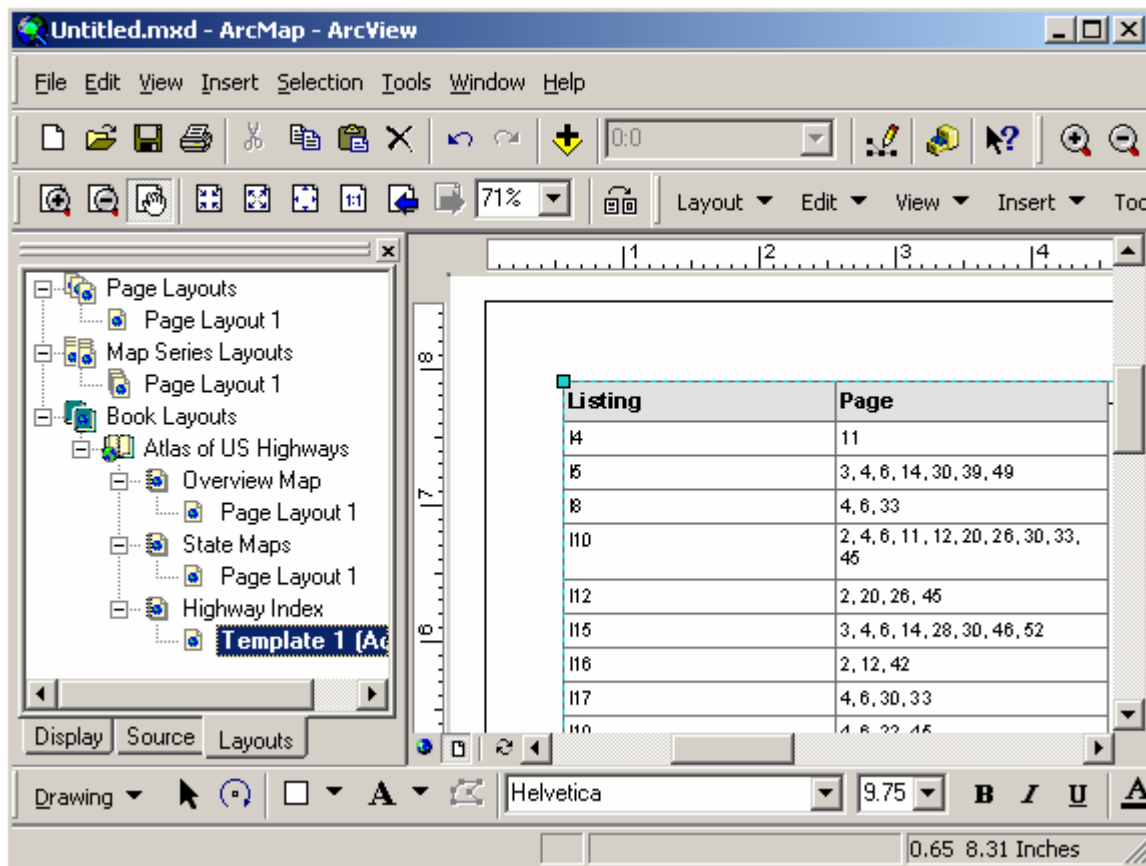 Untitled.mxd - ArcMap - ArcView
File Edit View Insert Selection Tools Window Help
0:0
1:1 71% Layout Edit View Insert
Page Layouts
Page Layout 1
Map Series Layouts
Page Layout 1
Book Layouts
Atlas of US Highways
Overview Map
Page Layout 1
State Maps
Page Layout 1
Highway Index
Template 1
Display Source Layouts
1 2 3 4
8
7
6
Listing Page
I4 11
I5 3, 4, 6, 14, 30, 39, 49
I8 4, 6, 33
I10 2, 4, 6, 11, 12, 20, 26, 30, 33,
45
I12 2, 20, 26, 45
I15 3, 4, 6, 14, 28, 30, 46, 52
I16 2, 12, 42
I17 4, 6, 30, 33
Drawing A Helvetica 9.75 B I U A
0.65 8.31 Inches